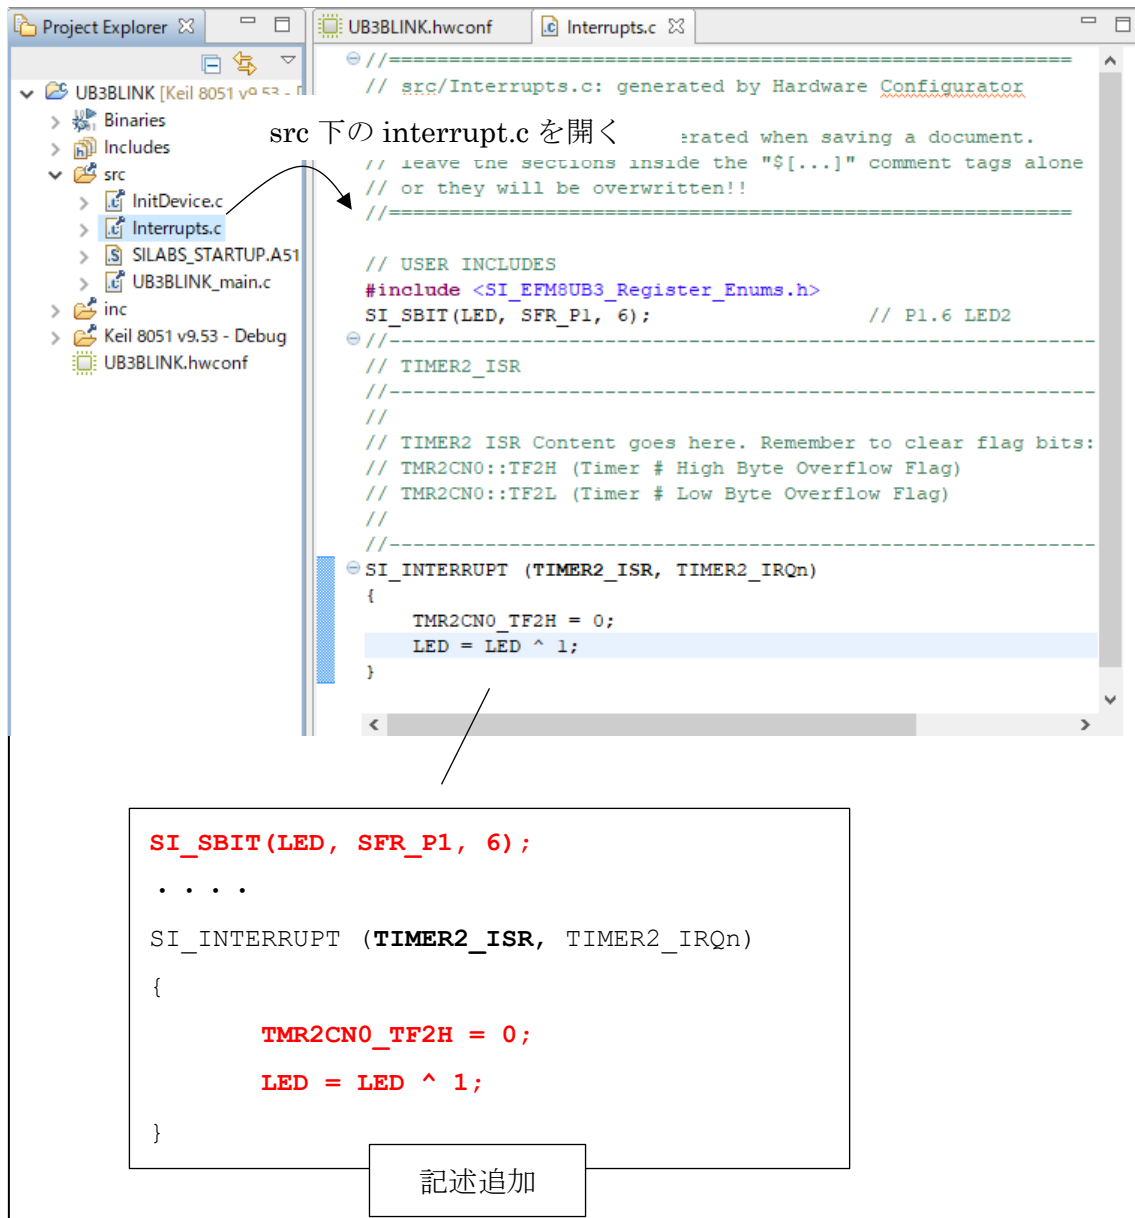 Project Explorer
UB3BLINK.hwconf
Interrupts.c
UB3BLINK [Keil 8051 v9.53 - [
Binaries
Includes
src
InitDevice.c
Interrupts.c
SILABS_STARTUP.A51
UB3BLINK_main.c
inc
Keil 8051 v9.53 - Debug
UB3BLINK.hwconf
src 下の interrupt.c を開く
//=========================================================
// src/Interrupts.c: generated by Hardware Configurator
erated when saving a document.
// leave the sections inside the "$[...]" comment tags alone
// or they will be overwritten!!
//=========================================================
// USER INCLUDES
#include <SI_EFM8UB3_Register_Enums.h>
SI_SBIT(LED, SFR_P1, 6); // P1.6 LED2
//-----------------------------------------------------------
// TIMER2_ISR
//-----------------------------------------------------------
//
// TIMER2 ISR Content goes here. Remember to clear flag bits:
// TMR2CN0::TF2H (Timer # High Byte Overflow Flag)
// TMR2CN0::TF2L (Timer # Low Byte Overflow Flag)
//
//-----------------------------------------------------------
SI_INTERRUPT (TIMER2_ISR, TIMER2_IRQn)
{
TMR2CN0_TF2H = 0;
LED = LED ^ 1;
}
SI_SBIT(LED, SFR_P1, 6);
・・・・
SI_INTERRUPT (TIMER2_ISR, TIMER2_IRQn)
{
TMR2CN0_TF2H = 0;
LED = LED ^ 1;
}
記述追加